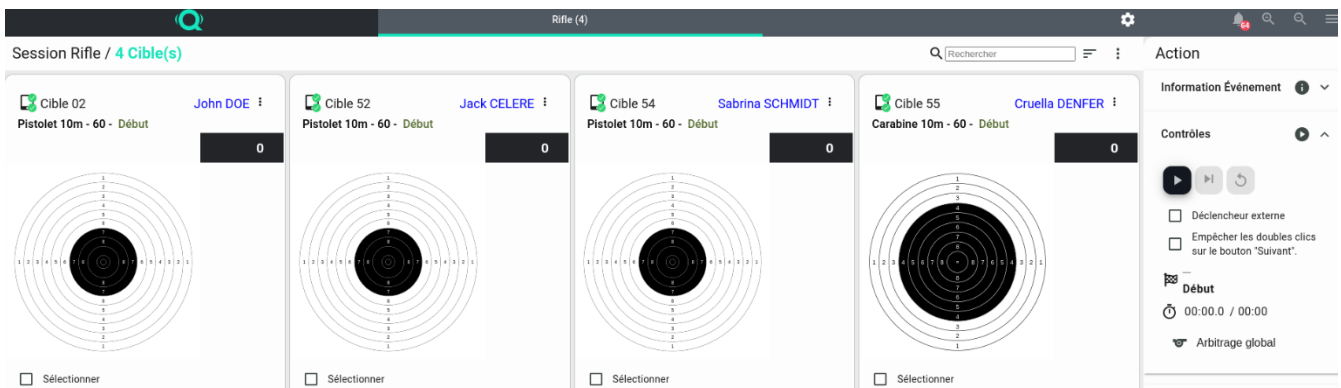 Rifle (4)
64
Session Rifle / 4 Cible(s)
Rechercher
Action
Cible 02
John DOE
Pistolet 10m - 60 - Début
0
Cible 52
Jack CELERE
Pistolet 10m - 60 - Début
0
Cible 54
Sabrina SCHMIDT
Pistolet 10m - 60 - Début
0
Cible 55
Cruella DENFER
Carabine 10m - 60 - Début
0
Sélectionner
Sélectionner
Sélectionner
Sélectionner
Information Événement
Contrôles
Déclencheur externe
Empêcher les doubles clics
sur le bouton "Suivant".
Début
00:00.0 / 00:00
Arbitrage global